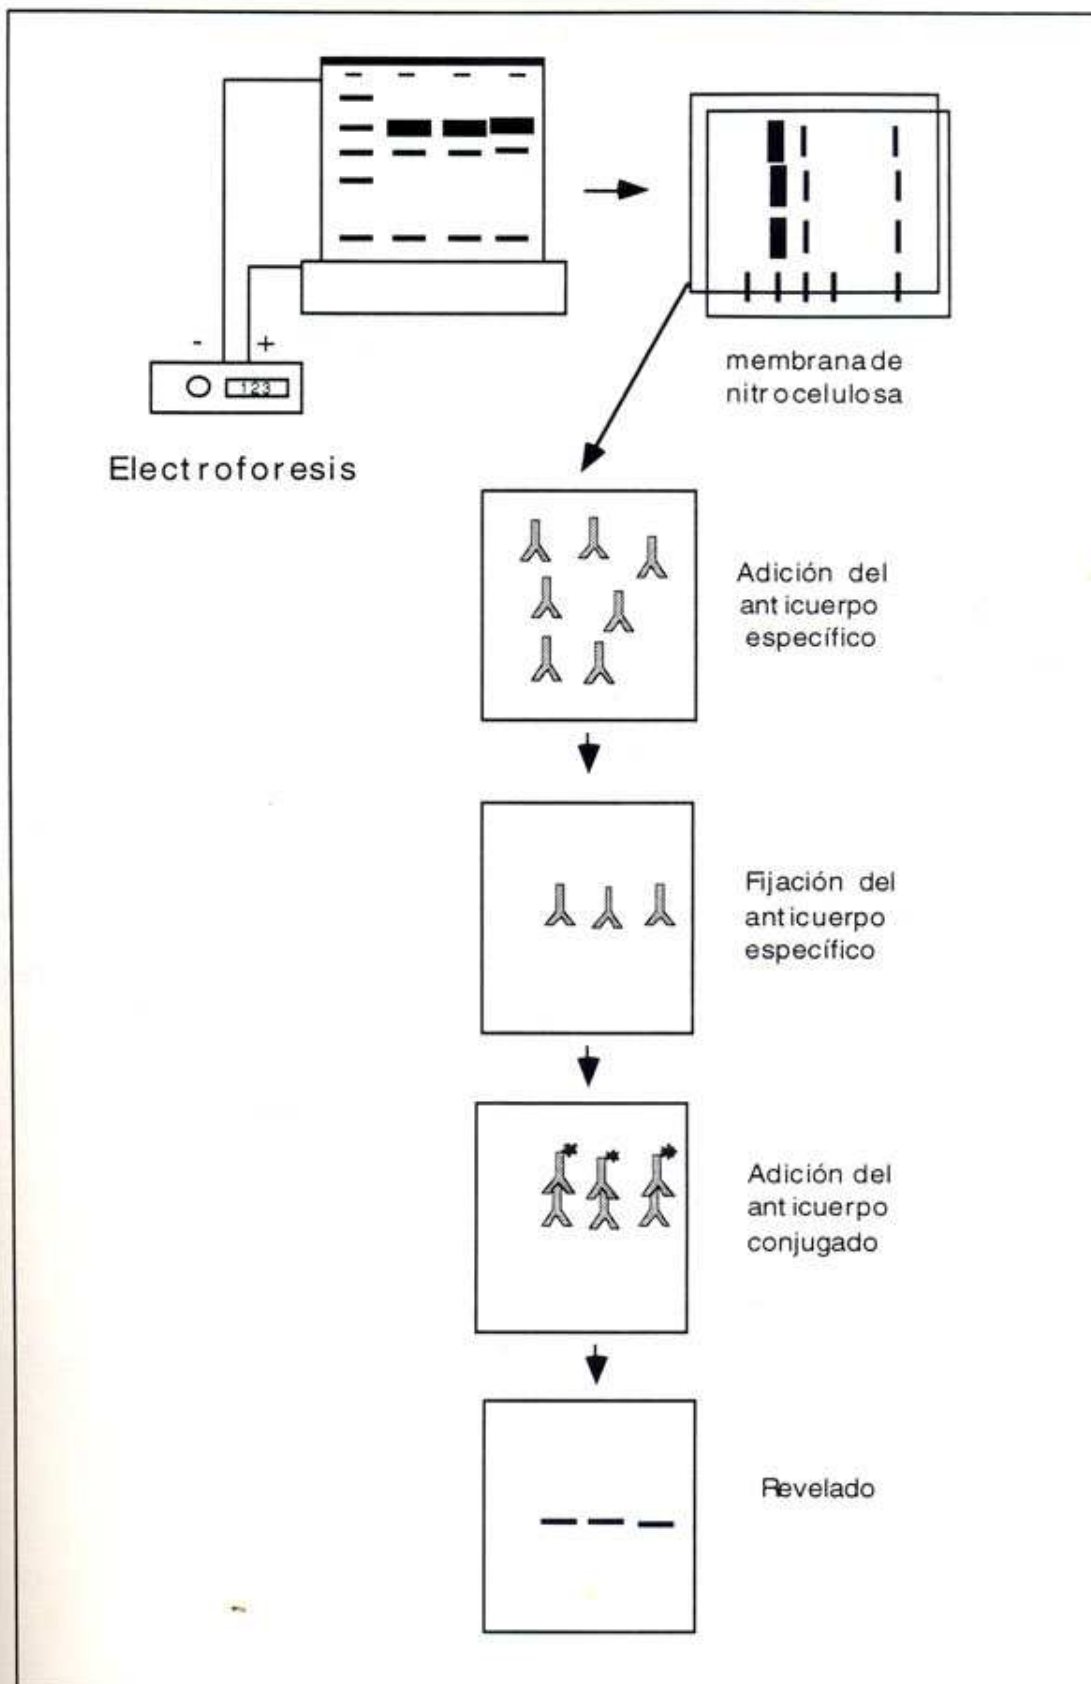 - +
123
Electroforesis
membrana de
nitrocelulosa
Adición del
anticuerpo
específico
Fijación del
anticuerpo
específico
Adición del
anticuerpo
conjugado
Revelado